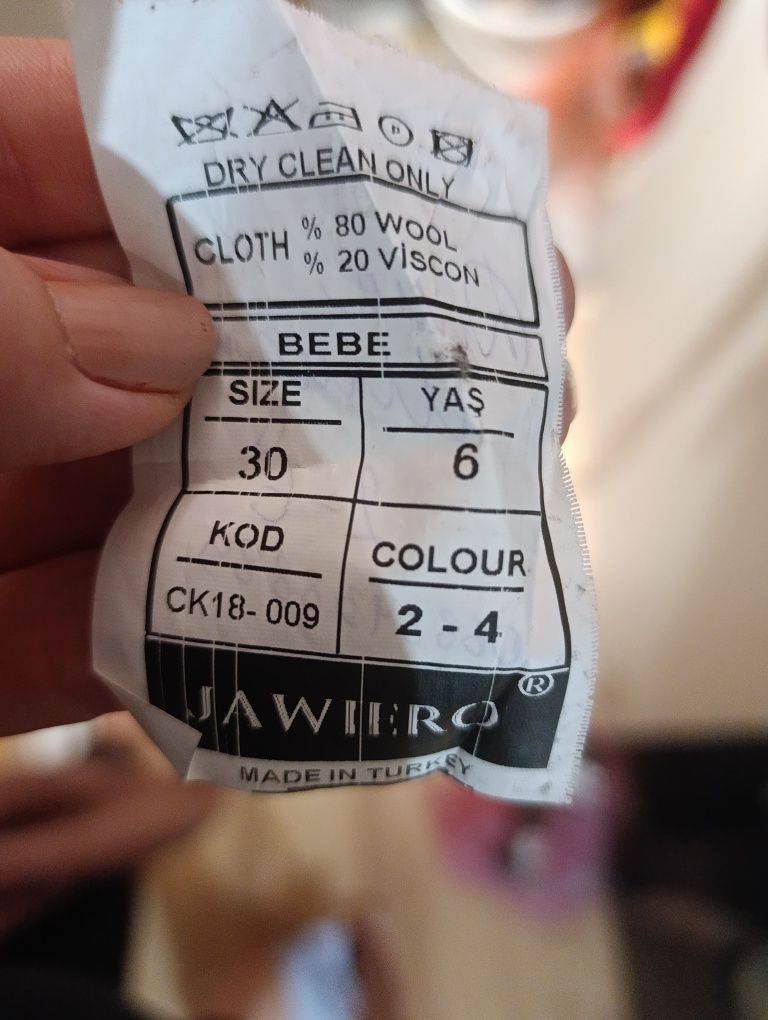 DRY CLEAN ONLY
CLOTH % 80 WOOL
% 20 VİSCON
BEBE
SIZE YAŞ
30 6
KOD COLOUR
CK18-009 2 - 4
JAWIERO®
MADE IN TURKEY